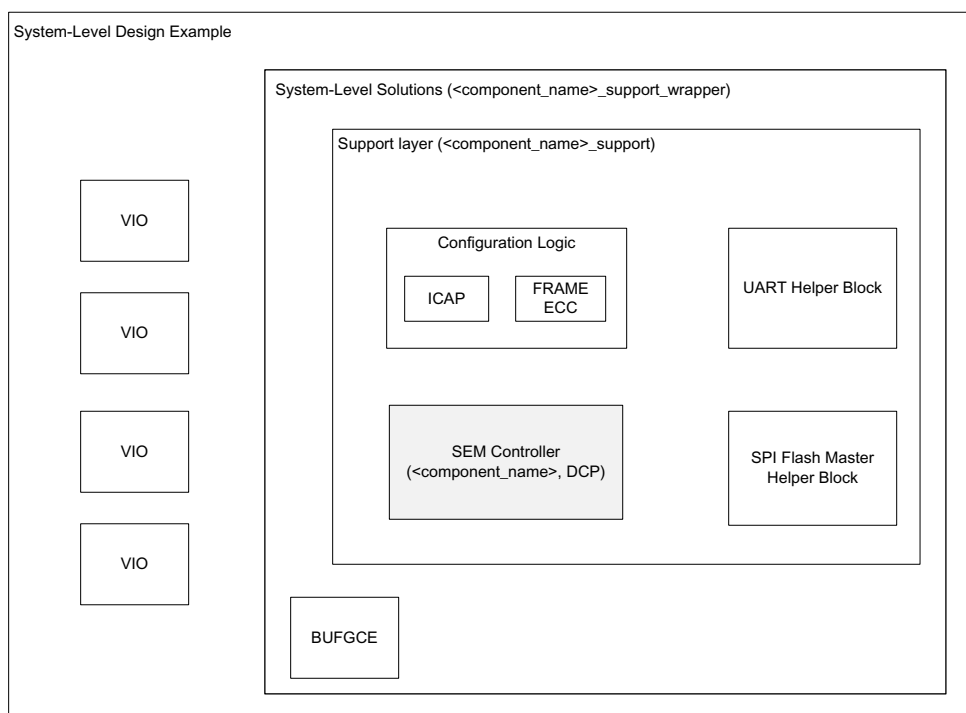 System-Level Design Example
System-Level Solutions (<component_name>_support_wrapper)
Support layer (<component_name>_support)
VIO
VIO
VIO
VIO
Configuration Logic
ICAP
FRAME
ECC
UART Helper Block
SEM Controller
(<component_name>, DCP)
SPI Flash Master
Helper Block
BUFGCE